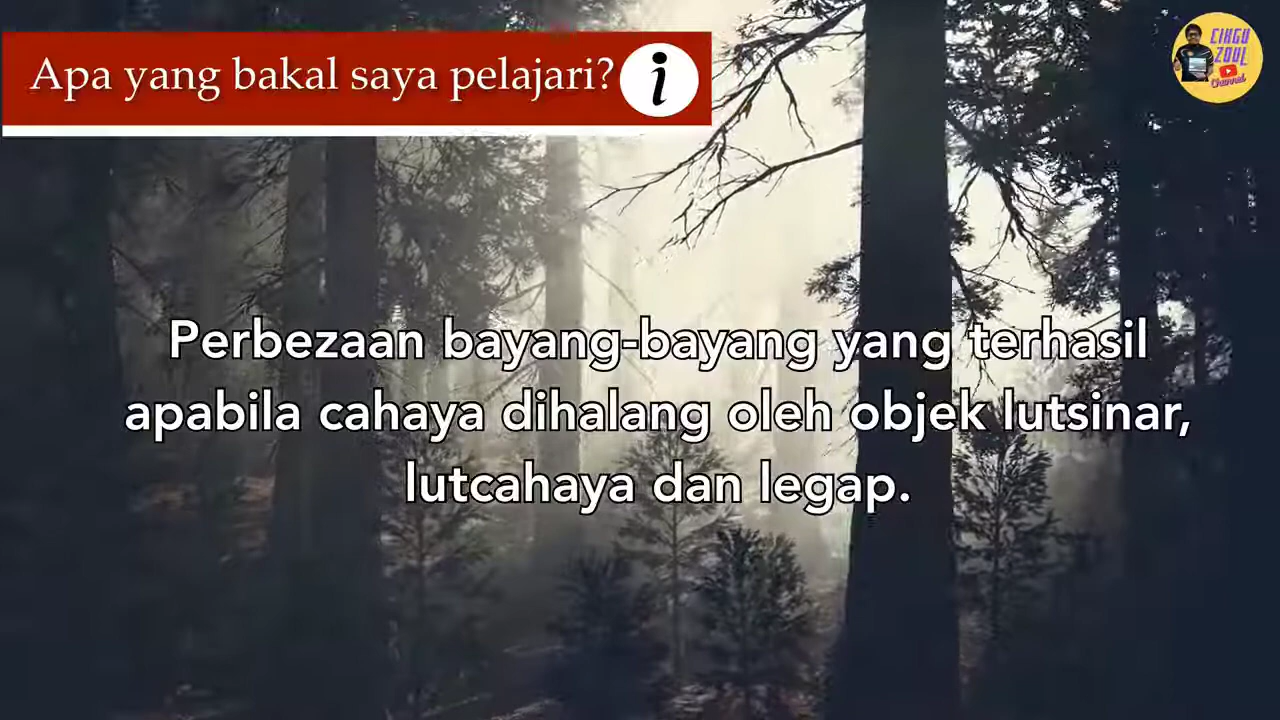 Apa yang bakal saya pelajari? i
CIKGU
ZOUL
Channel
Perbezaan bayang-bayang yang terhasil
apabila cahaya dihalang oleh objek lutsinar,
lutcahaya dan legap.